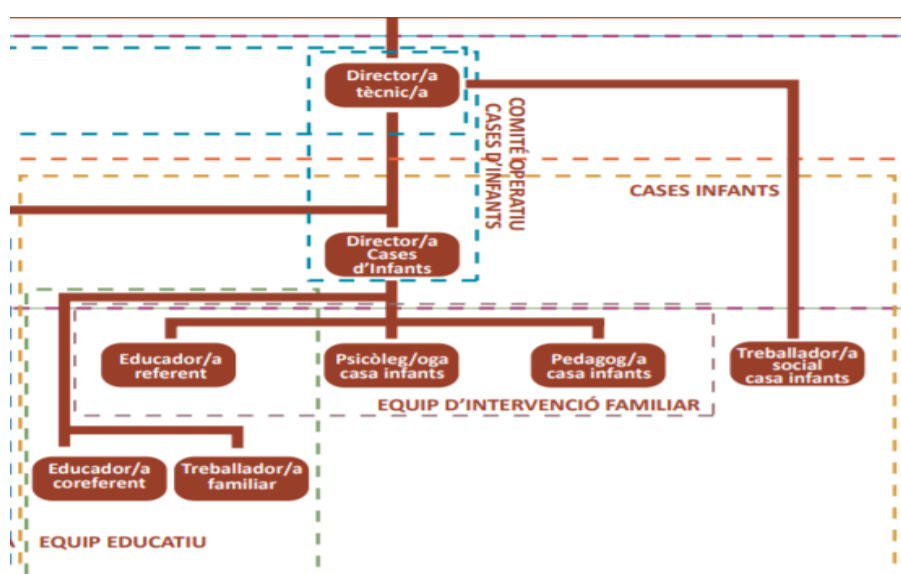 Director/a
tècnic/a
COMITÉ OPERATIU
CASES D'INFANTS
CASES INFANTS
Director/a
Cases
d'Infants
Educador/a
referent
Psicòleg/oga
casa infants
Pedagog/a
casa infants
Treballador/a
social
casa infants
EQUIP D'INTERVENCIÓ FAMILIAR
Educador/a
coreferent
Treballador/a
familiar
EQUIP EDUCATIU